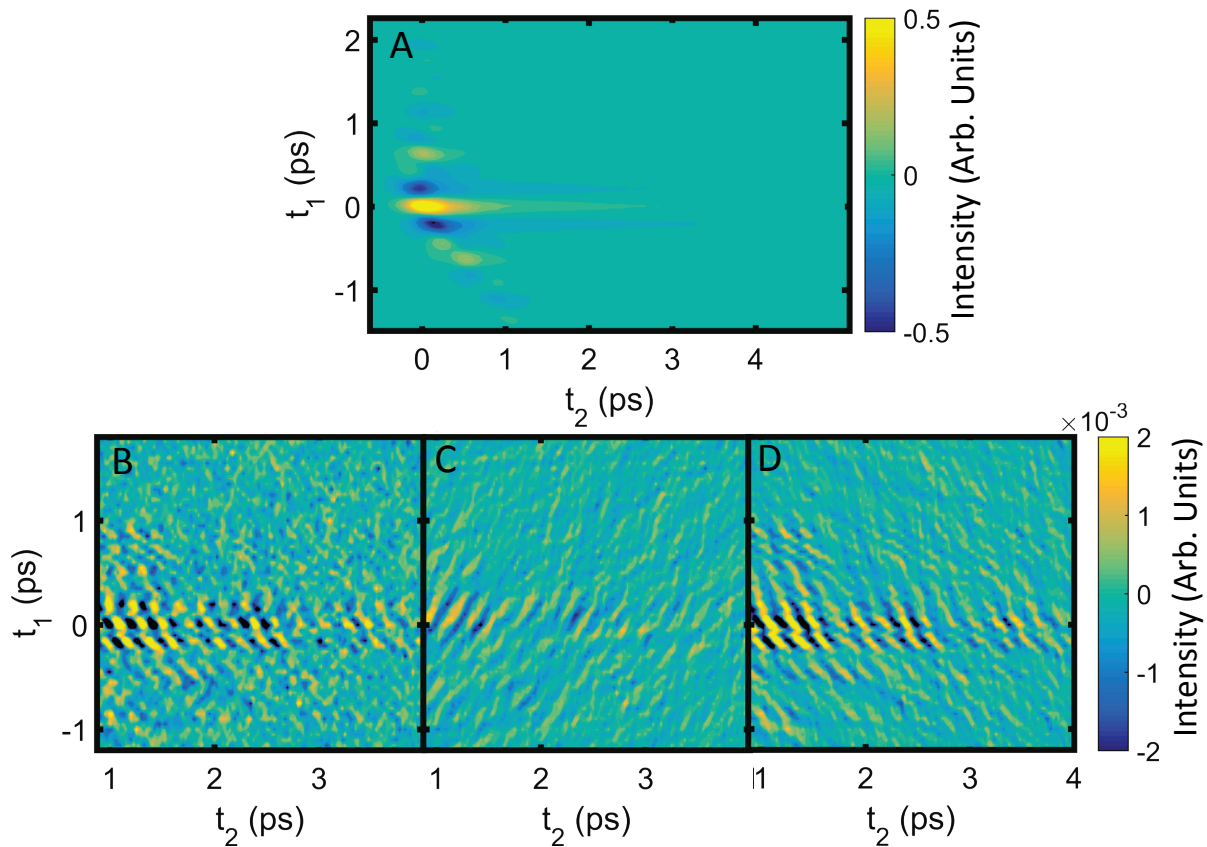 A
2
1
0
-1
t1 (ps)
0 1 2 3 4
t2 (ps)
0.5
0
-0.5
Intensity (Arb. Units)
B C D
1
0
-1
t1 (ps)
1 2 3
t2 (ps)
1 2 3
t2 (ps)
1 2 3 4
t2 (ps)
×10-3
2
1
0
-1
-2
Intensity (Arb. Units)